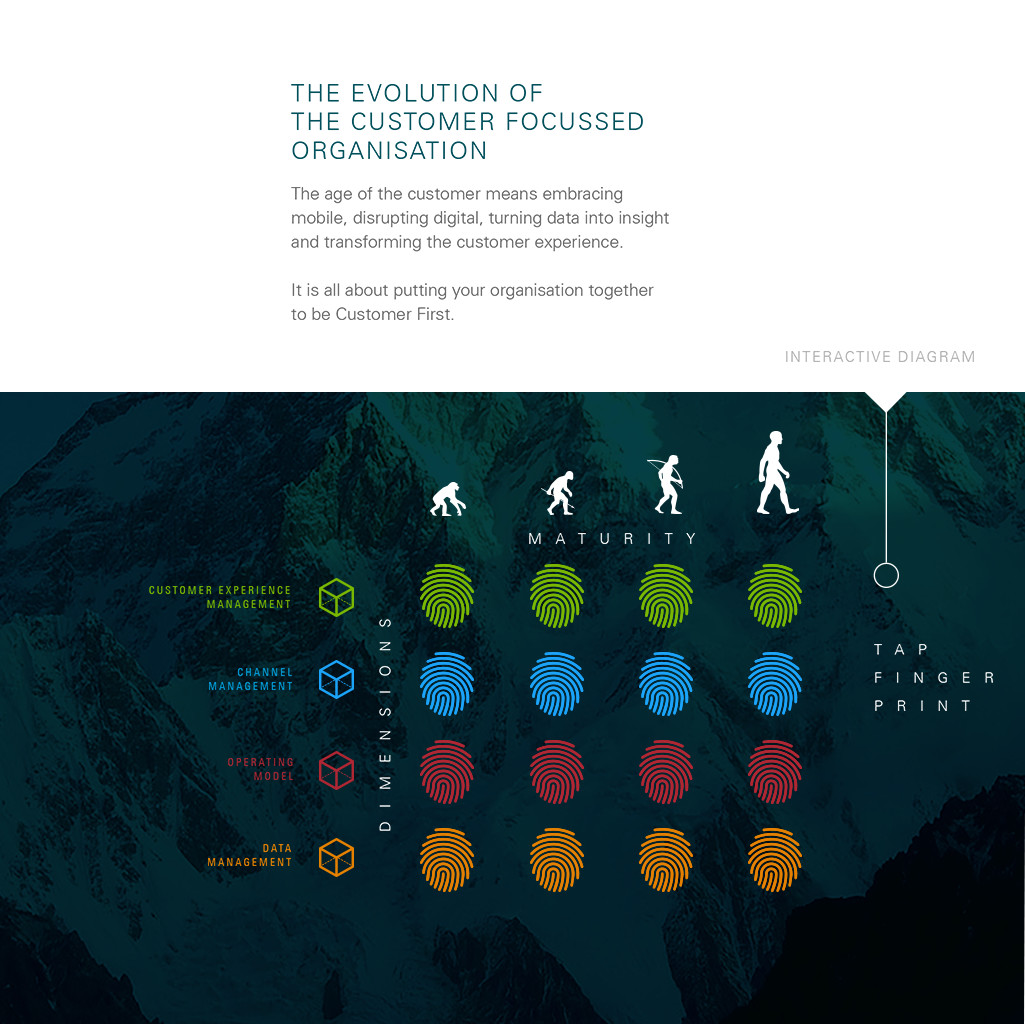 THE EVOLUTION OF
THE CUSTOMER FOCUSSED
ORGANISATION
The age of the customer means embracing
mobile, disrupting digital, turning data into insight
and transforming the customer experience.
It is all about putting your organisation together
to be Customer First.
INTERACTIVE DIAGRAM
MATURITY
CUSTOMER EXPERIENCE
MANAGEMENT
CHANNEL
MANAGEMENT
OPERATING
MODEL
DATA
MANAGEMENT
DIMENSIONS
TAP
FINGER
PRINT